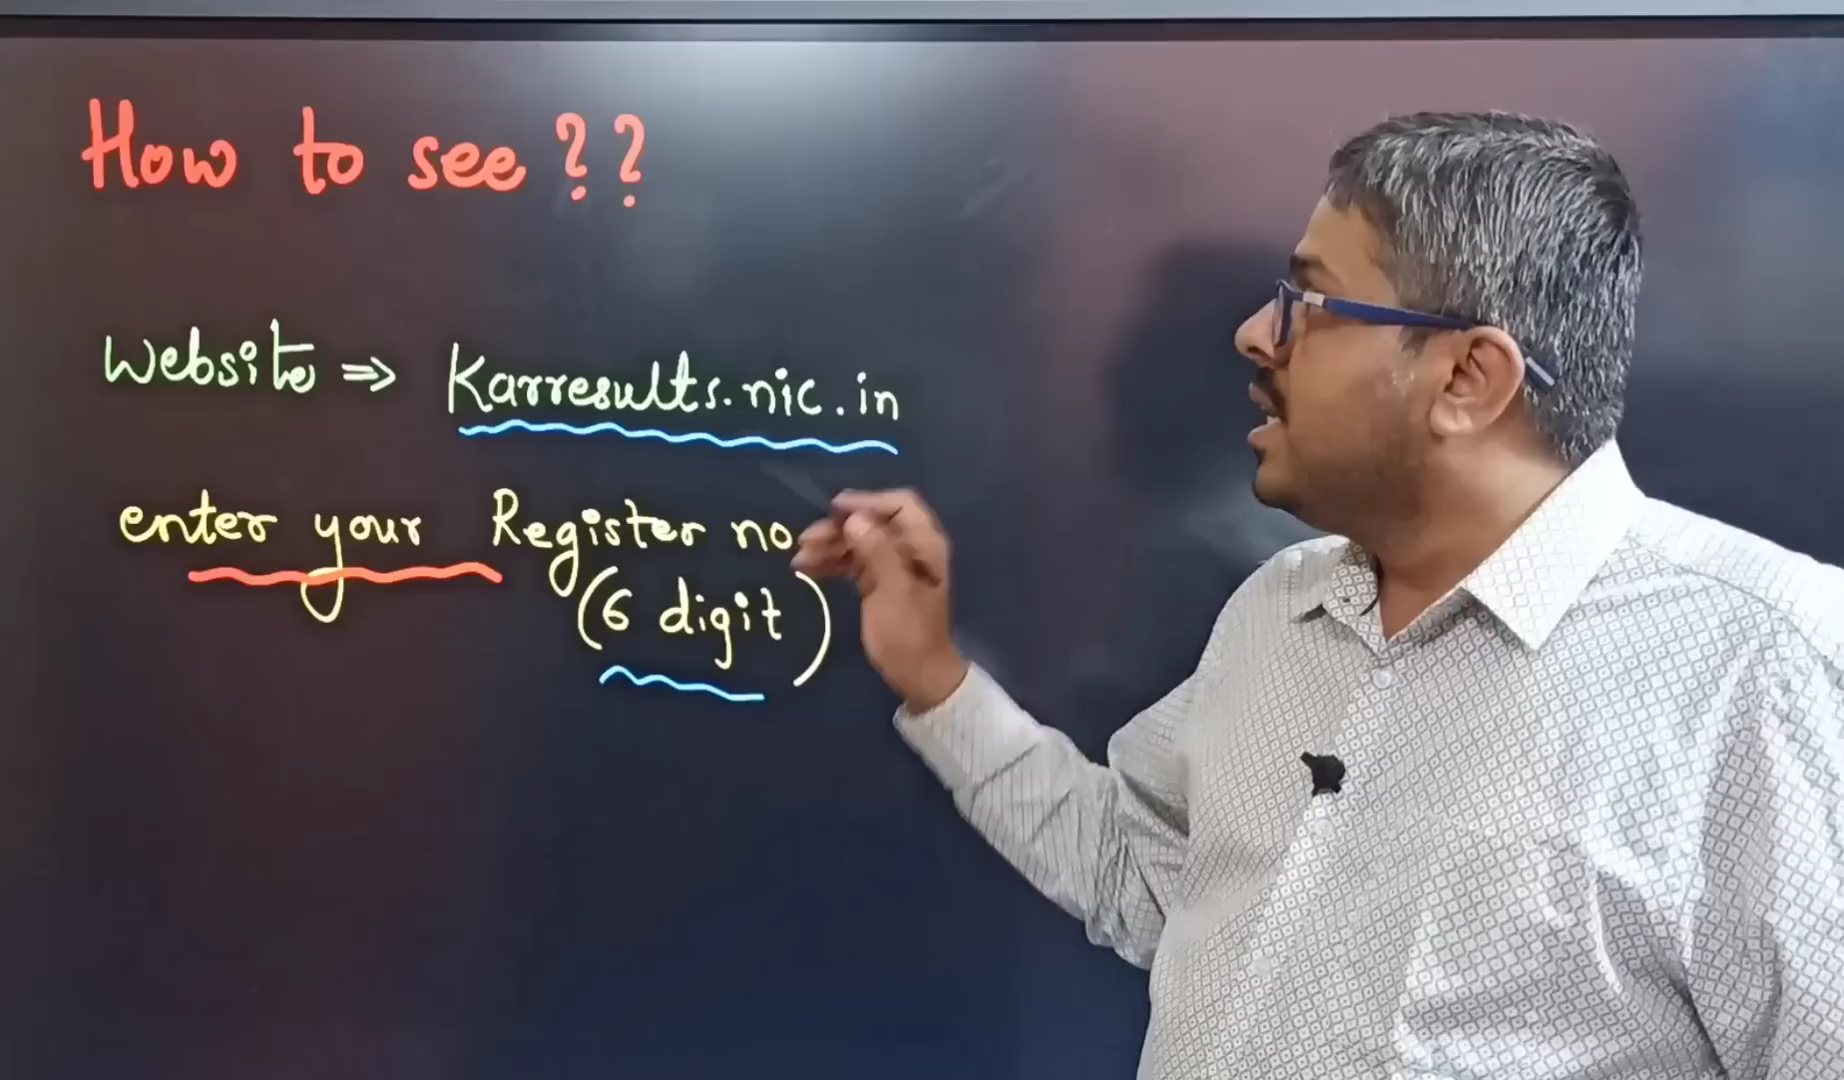 How to see ??
Website ⇒ Karresults.nic.in
enter your Register no
(6 digit)